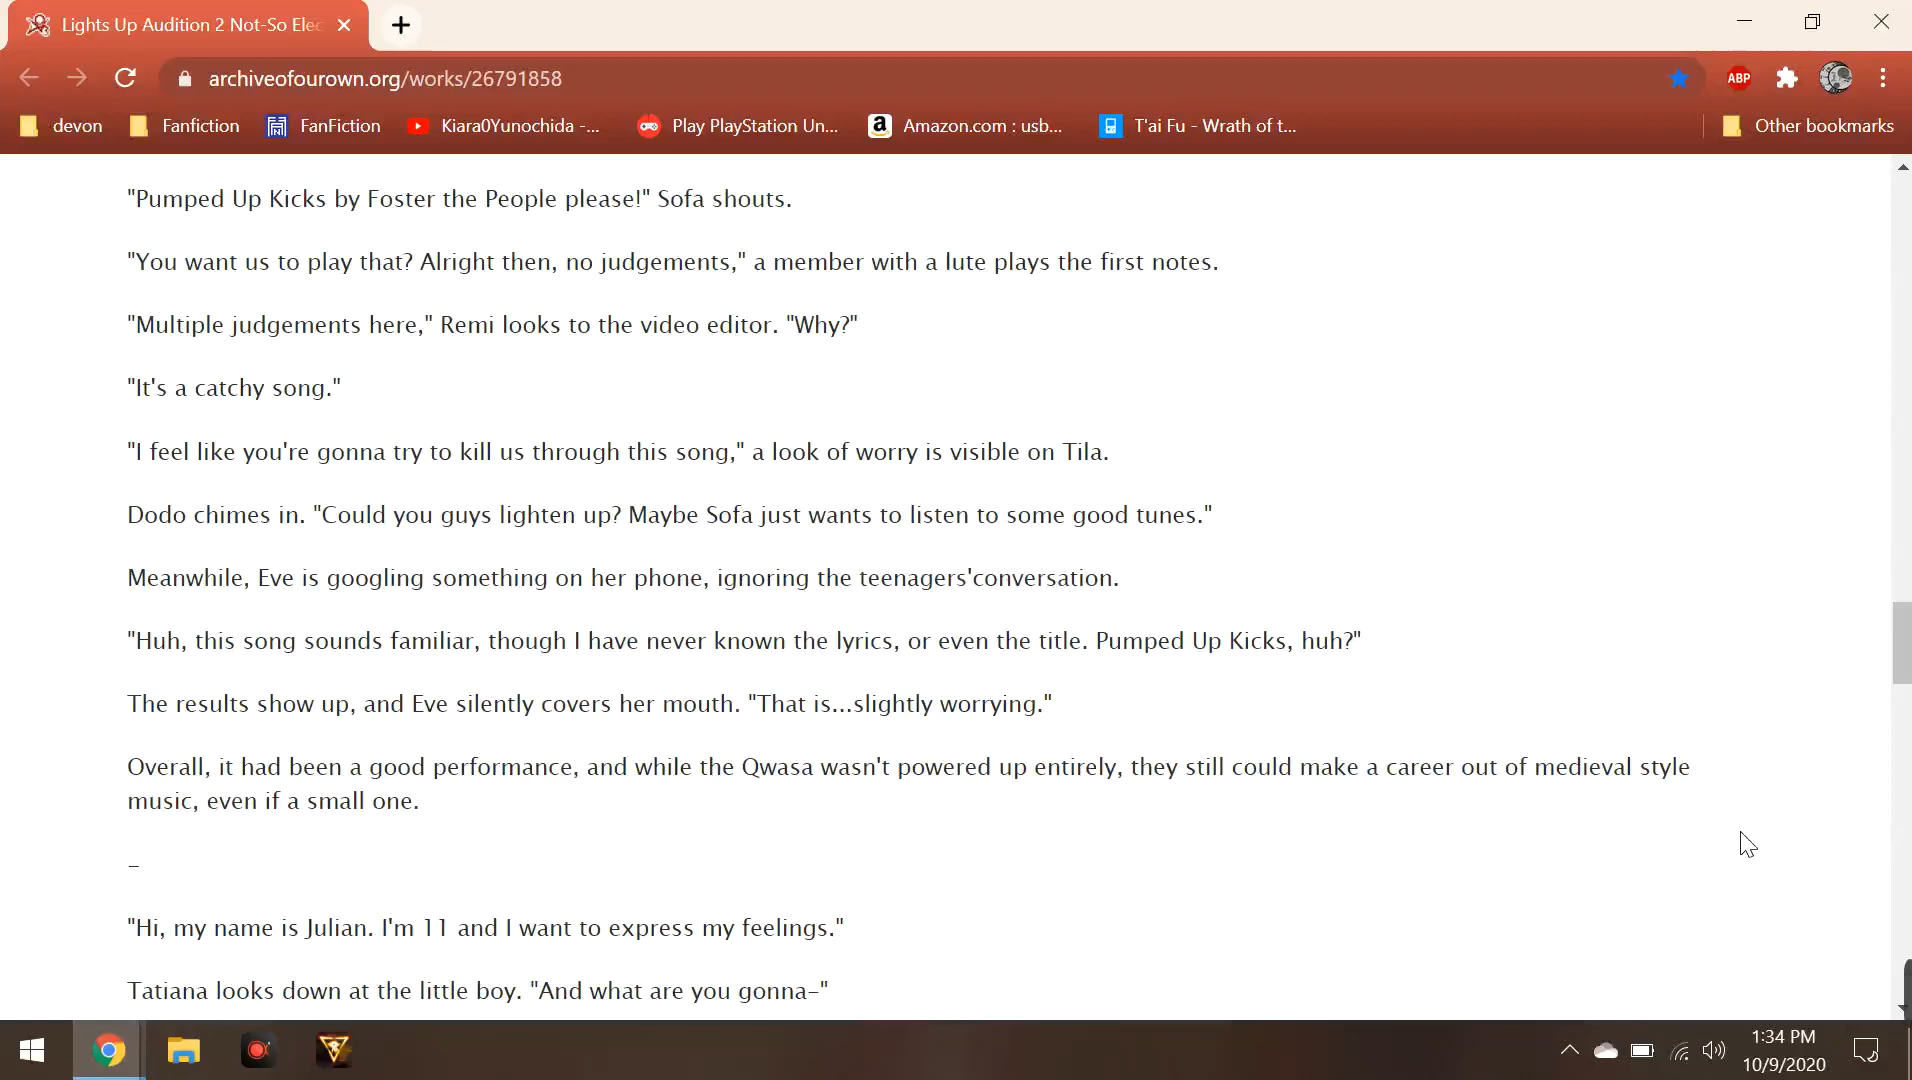 Lights Up Audition 2 Not-So Elec
archiveofourown.org/works/26791858
ABP
devon
Fanfiction
FanFiction
Kiara0Yunochida -...
Play PlayStation Un...
a
Amazon.com : usb...
T'ai Fu - Wrath of t...
Other bookmarks
"Pumped Up Kicks by Foster the People please!" Sofa shouts.
"You want us to play that? Alright then, no judgements," a member with a lute plays the first notes.
"Multiple judgements here," Remi looks to the video editor. "Why?"
"It's a catchy song."
"I feel like you're gonna try to kill us through this song," a look of worry is visible on Tila.
Dodo chimes in. "Could you guys lighten up? Maybe Sofa just wants to listen to some good tunes."
Meanwhile, Eve is googling something on her phone, ignoring the teenagers'conversation.
"Huh, this song sounds familiar, though I have never known the lyrics, or even the title. Pumped Up Kicks, huh?"
The results show up, and Eve silently covers her mouth. "That is...slightly worrying."
Overall, it had been a good performance, and while the Qwasa wasn't powered up entirely, they still could make a career out of medieval style
music, even if a small one.
–
"Hi, my name is Julian. I'm 11 and I want to express my feelings."
Tatiana looks down at the little boy. "And what are you gonna–"
1:34 PM
10/9/2020